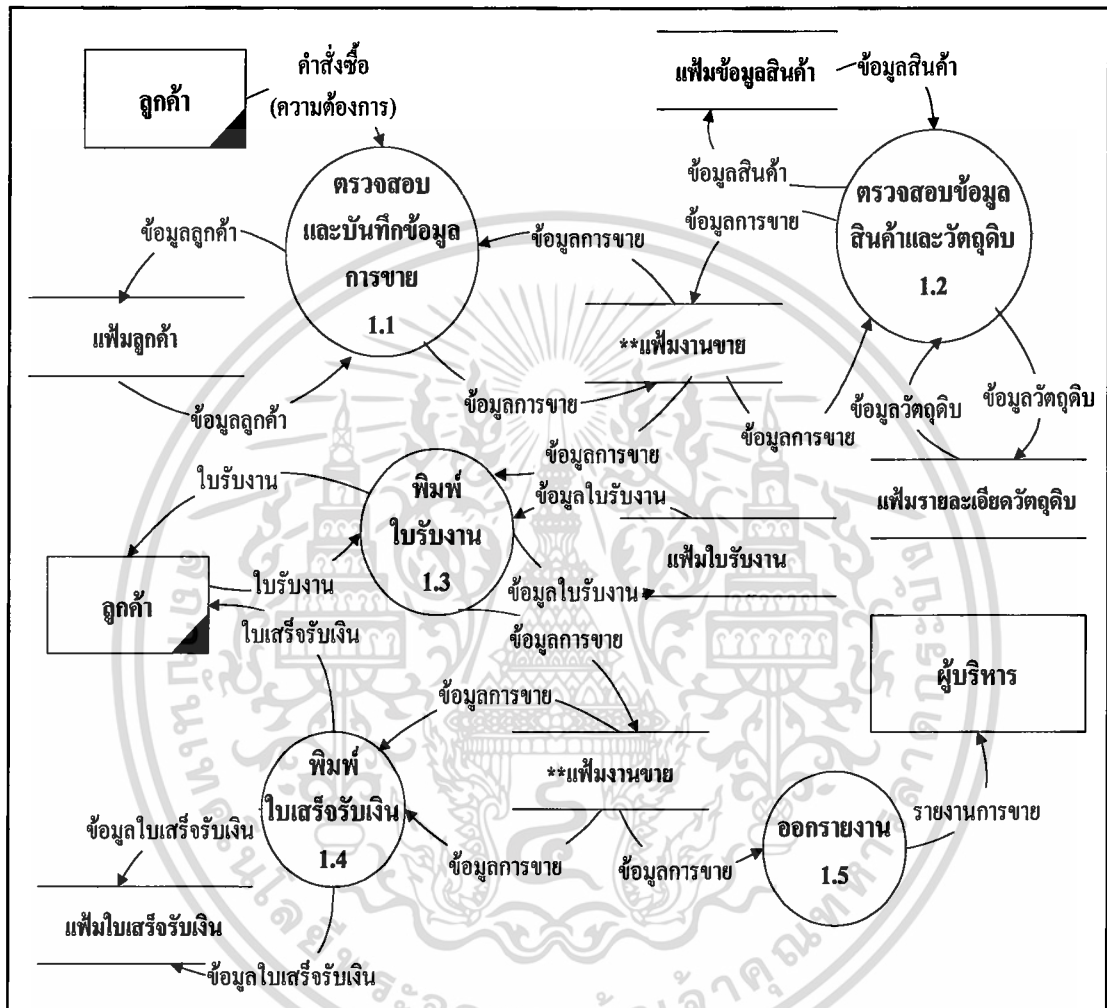 ลูกค้า
คำสั่งซื้อ
(ความต้องการ)
แฟ้มข้อมูลสินค้า
ข้อมูลสินค้า
ข้อมูลสินค้า
ตรวจสอบ
และบันทึกข้อมูล
การขาย
1.1
ตรวจสอบข้อมูล
สินค้าและวัตถุดิบ
1.2
ข้อมูลลูกค้า
ข้อมูลการขาย
ข้อมูลการขาย
แฟ้มลูกค้า
**แฟ้มงานขาย
ข้อมูลลูกค้า
ข้อมูลการขาย
ข้อมูลการขาย
ข้อมูลวัตถุดิบ
ข้อมูลวัตถุดิบ
ข้อมูลการขาย
ใบรับงาน
พิมพ์
ใบรับงาน
1.3
ข้อมูลใบรับงาน
แฟ้มรายละเอียดวัตถุดิบ
แฟ้มใบรับงาน
ลูกค้า
ใบรับงาน
ข้อมูลใบรับงาน
ใบเสร็จรับเงิน
ข้อมูลการขาย
ผู้บริหาร
ข้อมูลการขาย
พิมพ์
ใบเสร็จรับเงิน
1.4
**แฟ้มงานขาย
ข้อมูลใบเสร็จรับเงิน
ข้อมูลการขาย
ข้อมูลการขาย
ออกรายงาน
1.5
รายงานการขาย
แฟ้มใบเสร็จรับเงิน
ข้อมูลใบเสร็จรับเงิน